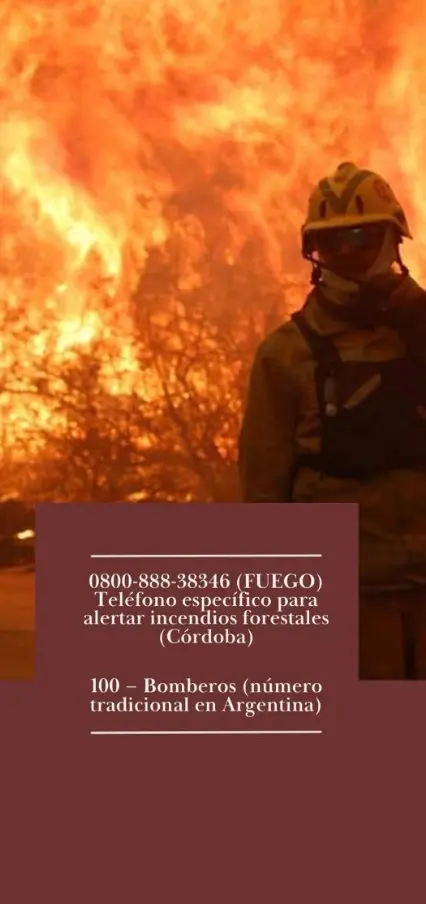 0800-888-38346 (FUEGO)
Teléfono específico para
alertar incendios forestales
(Córdoba)
100 – Bomberos (número
tradicional en Argentina)